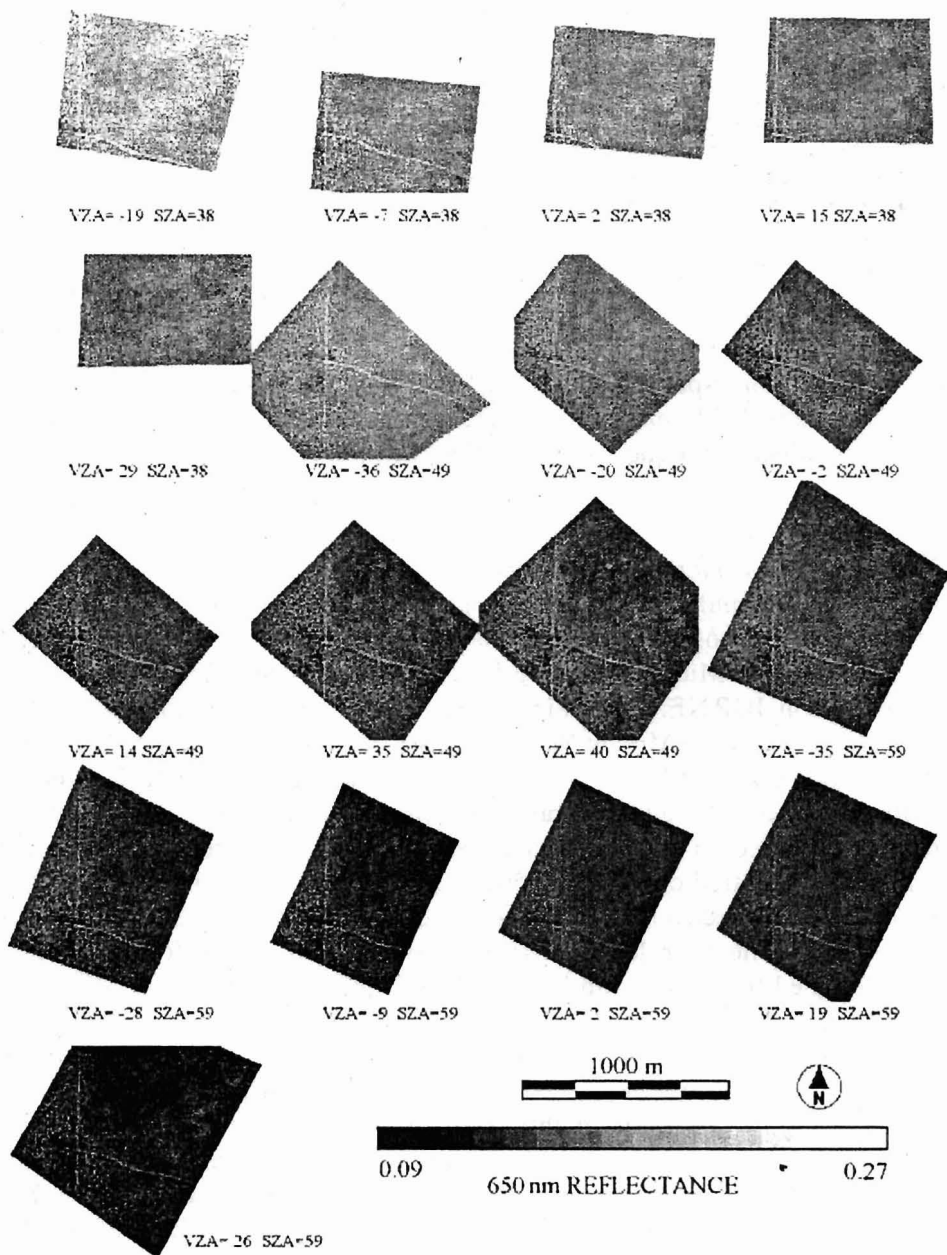 VZA= -19 SZA=38
VZA= -7 SZA=38
VZA= 2 SZA=38
VZA= 15 SZA=38
VZA= 29 SZA=38
VZA= -36 SZA=49
VZA= -20 SZA=49
VZA= -2 SZA=49
VZA= 14 SZA=49
VZA= 35 SZA=49
VZA= 40 SZA=49
VZA= -35 SZA=59
VZA= -28 SZA=59
VZA= -9 SZA=59
VZA= 2 SZA=59
VZA= 19 SZA=59
1000 m
N
0.09
0.27
650 nm REFLECTANCE
VZA= 26 SZA=59